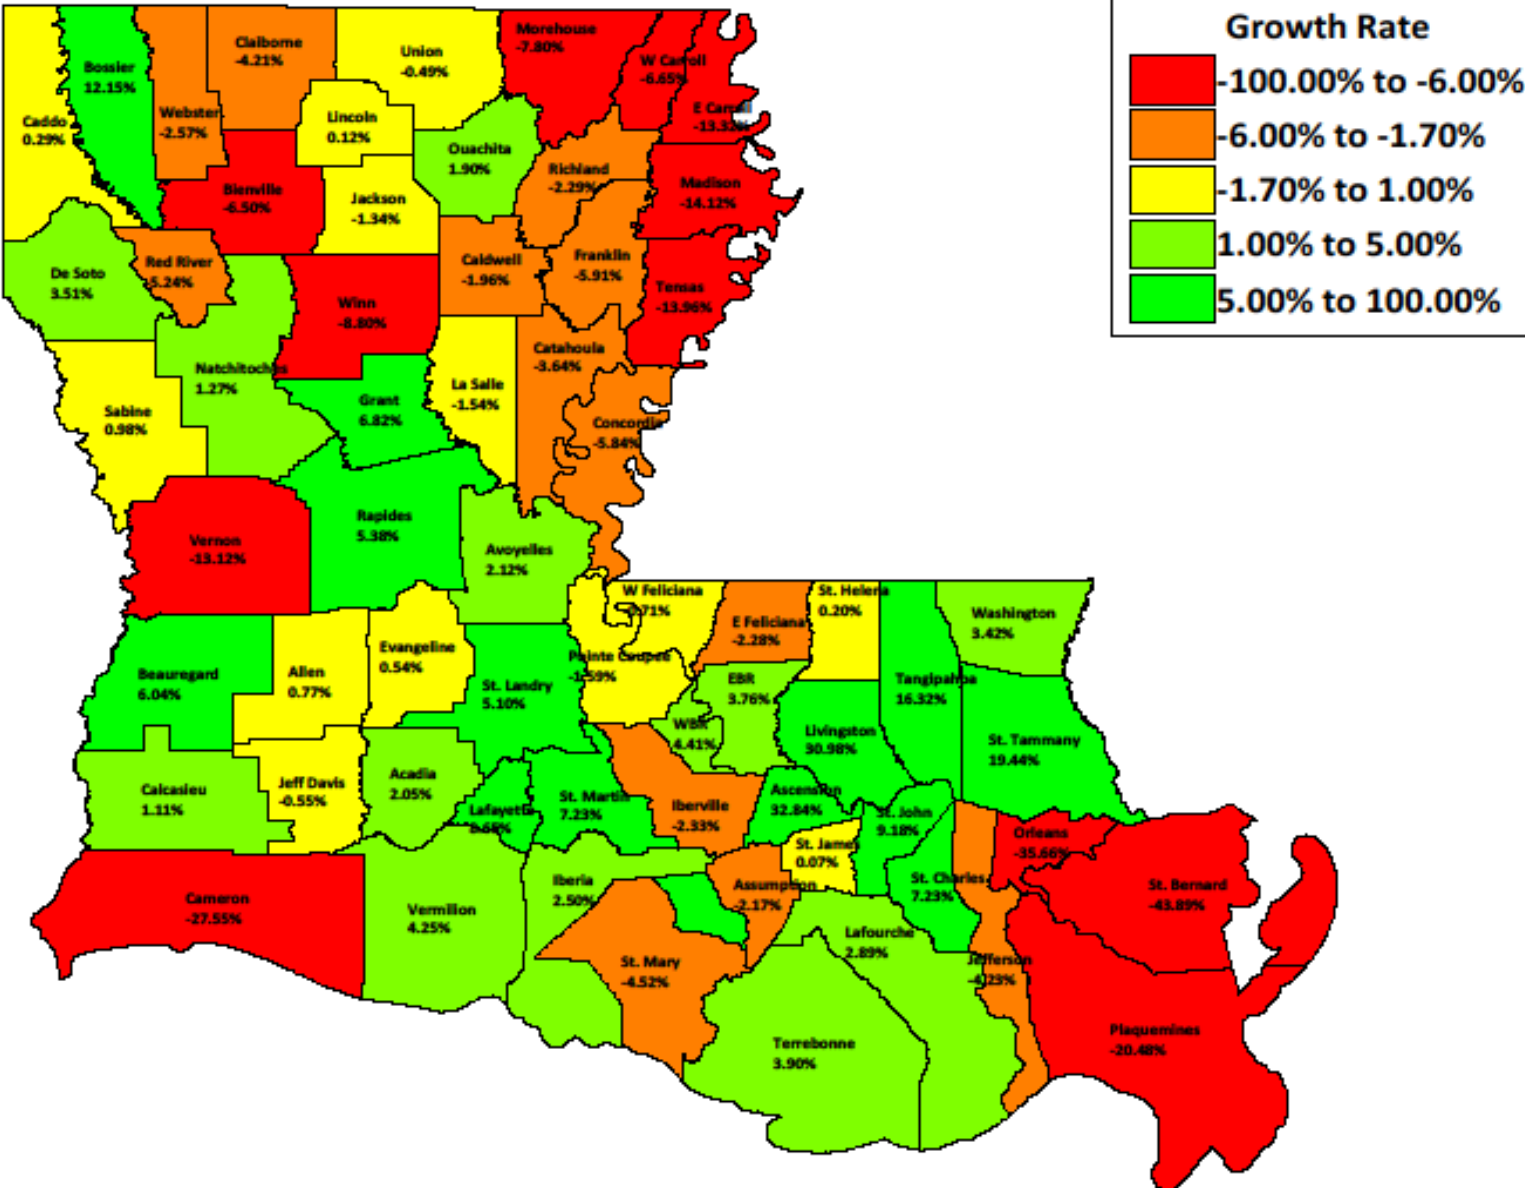 Growth Rate
-100.00% to -6.00%
-6.00% to -1.70%
-1.70% to 1.00%
1.00% to 5.00%
5.00% to 100.00%
Caddo
0.29%
Bossier
12.15%
Webster
-2.57%
Claiborne
-4.21%
Union
-0.49%
Lincoln
0.12%
Morehouse
-7.80%
W Carroll
-6.65%
E Carroll
Ouachita
1.90%
Richland
-2.29%
Madison
-14.12%
Bienville
-6.50%
Jackson
-1.34%
De Soto
3.51%
Red River
-5.24%
Caldwell
-1.96%
Franklin
-5.91%
Tensas
-13.96%
Winn
-8.80%
Natchitoches
1.27%
Catahoula
-3.64%
La Salle
-1.54%
Grant
6.82%
Sabine
0.98%
Concordia
-5.84%
Vernon
-13.12%
Rapides
5.38%
Avoyelles
2.12%
W Feliciana
E Feliciana
-2.28%
St. Helena
0.20%
Washington
3.42%
Beauregard
6.04%
Allen
0.77%
Evangeline
0.54%
St. Landry
5.10%
Pointe Coupee
-1.59%
EBR
3.76%
WBR
4.41%
Tangipahoa
16.32%
Livingston
30.98%
St. Tammany
19.44%
Calcasieu
1.11%
Jeff Davis
-0.55%
Acadia
2.05%
Lafayette
St. Martin
7.23%
Iberville
-2.33%
Ascension
32.84%
St. John
9.18%
St. James
0.07%
Orleans
-35.66%
St. Bernard
-43.89%
St. Charles
7.23%
Cameron
-27.55%
Vermilion
4.25%
Iberia
2.50%
Assumption
-2.17%
Lafourche
2.89%
St. Mary
-4.52%
Jefferson
-4.23%
Terrebonne
3.90%
Plaquemines
-20.48%